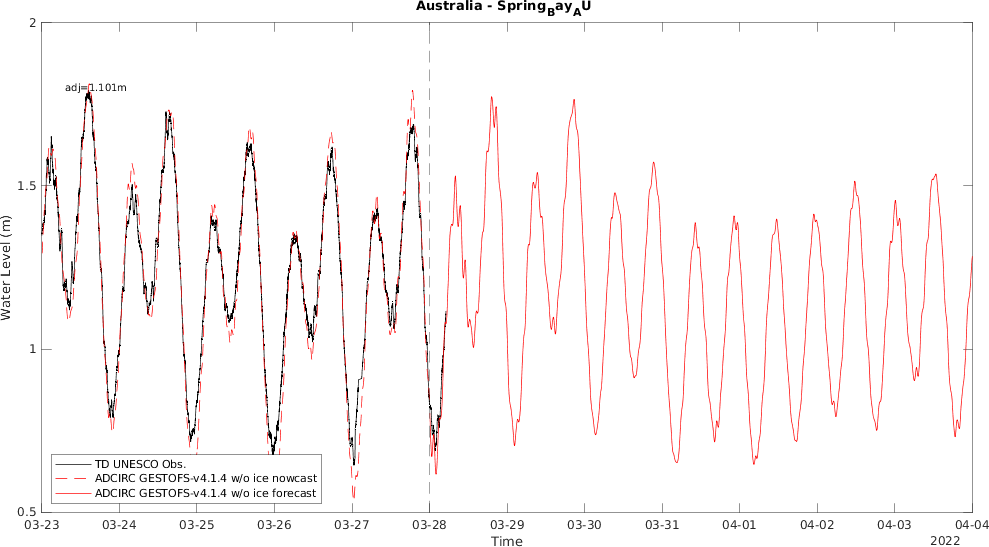 Australia - SpringBayAU
adj=1.101m
Water Level (m)
2
1.5
1
0.5
TD UNESCO Obs.
ADCIRC GESTOFS-v4.1.4 w/o ice nowcast
ADCIRC GESTOFS-v4.1.4 w/o ice forecast
03-23 03-24 03-25 03-26 03-27 03-28 03-29 03-30 03-31 04-01 04-02 04-03 04-04
Time
2022